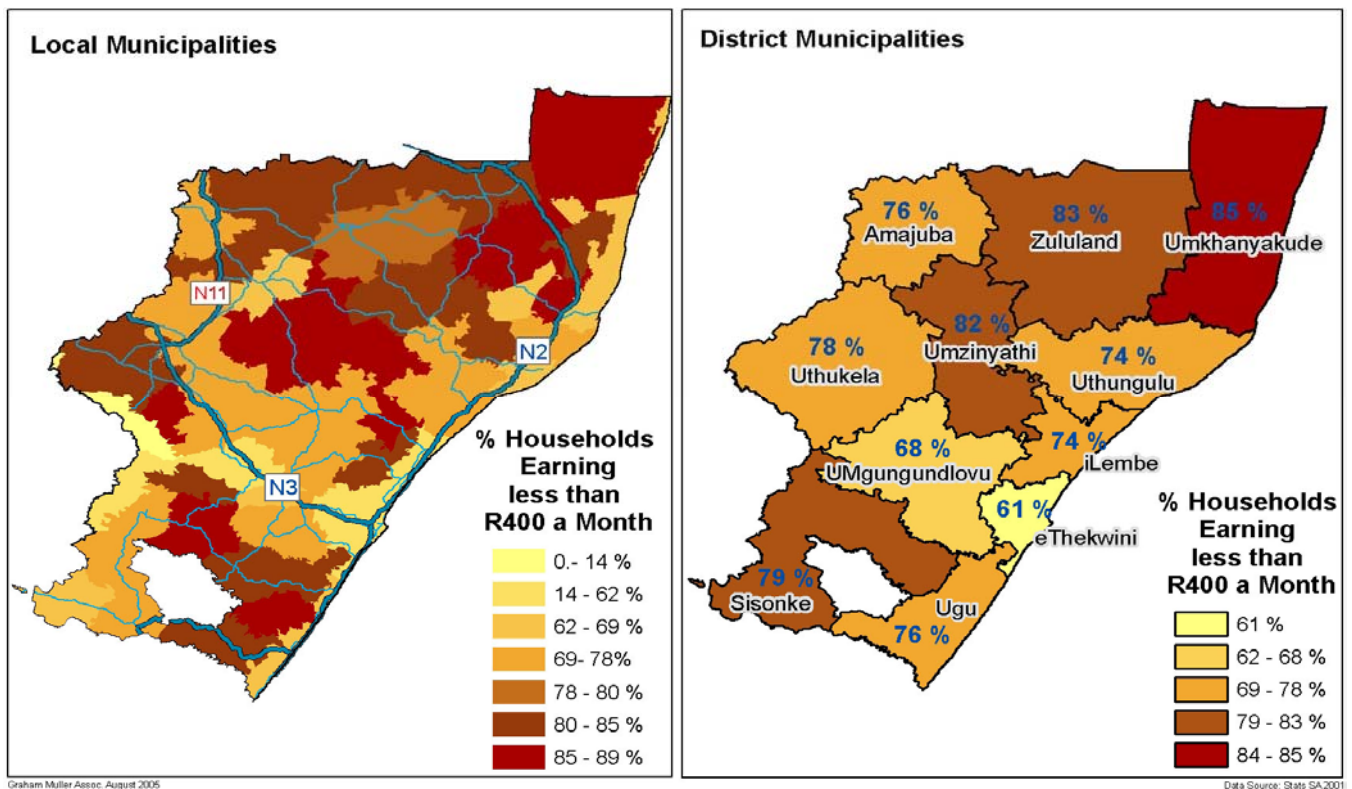 Local Municipalities
N11
N2
N3
% Households
Earning
less than
R400 a Month
0.- 14 %
14 - 62 %
62 - 69 %
69- 78%
78 - 80 %
80 - 85 %
85 - 89 %
Graham Muller Assoc. August 2005
District Municipalities
76 %
Amajuba
83 %
Zululand
85 %
Umkhanyakude
82 %
Umzinyathi
78 %
Uthukela
74 %
Uthungulu
74 %
iLembe
68 %
UMgungundlovu
61 %
eThekwini
79 %
Sisonke
Ugu
76 %
% Households
Earning
less than
R400 a Month
61 %
62 - 68 %
69 - 78 %
79 - 83 %
84 - 85 %
Data Source: Stats SA 2001